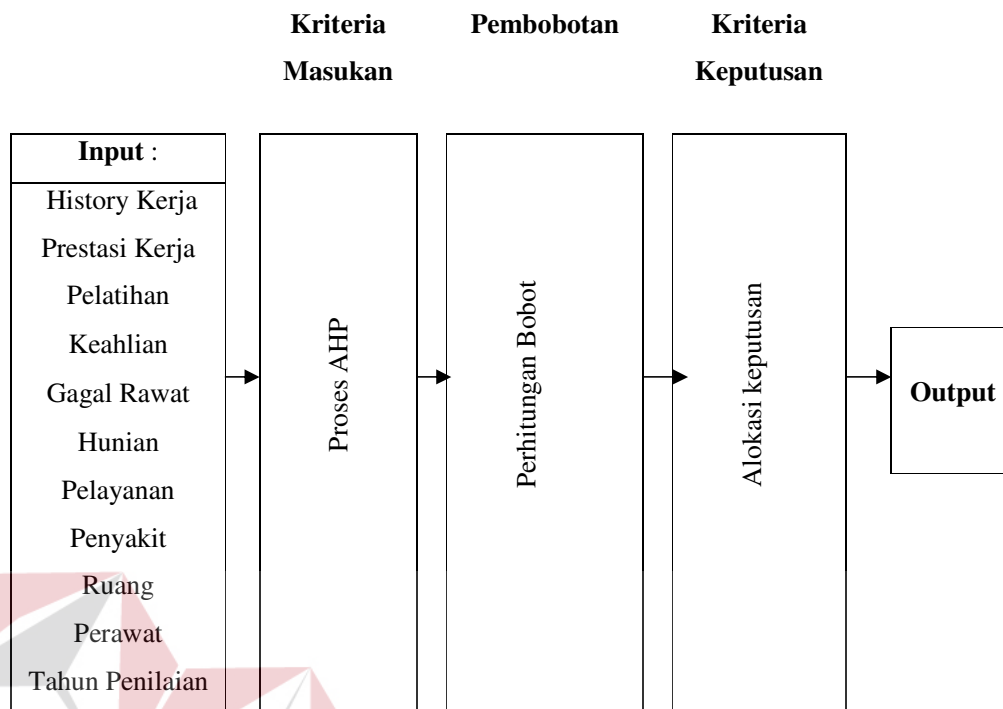 Kriteria
Masukan
Pembobotan
Kriteria
Keputusan
Input :
History Kerja
Prestasi Kerja
Pelatihan
Keahlian
Gagal Rawat
Hunian
Pelayanan
Penyakit
Ruang
Perawat
Tahun Penilaian
Proses AHP
Perhitungan Bobot
Alokasi keputusan
Output